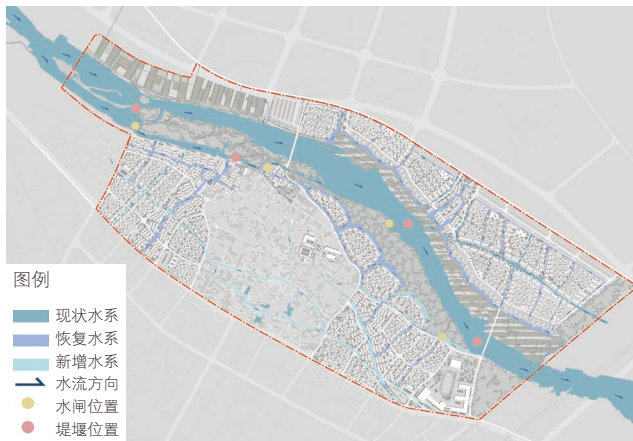 图例
现状水系
恢复水系
新增水系
水流方向
水闸位置
堤堰位置